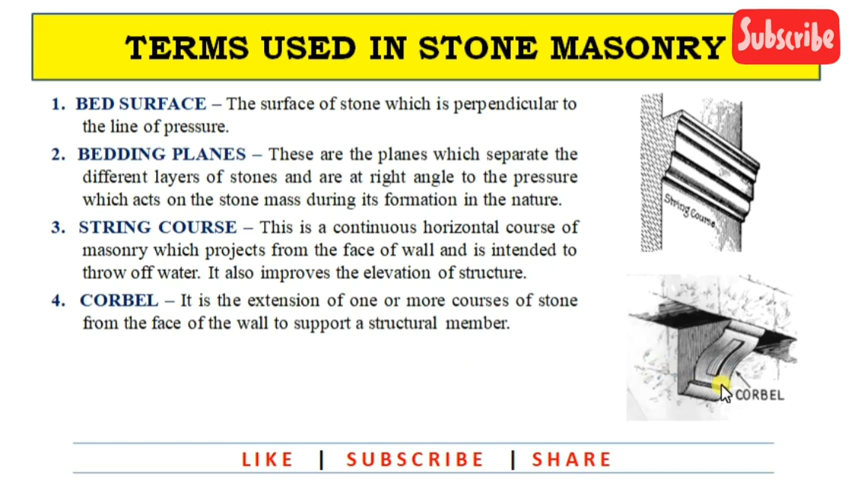 TERMS USED IN STONE MASONRY
Subscribe
1. BED SURFACE – The surface of stone which is perpendicular to
the line of pressure.
2. BEDDING PLANES – These are the planes which separate the
different layers of stones and are at right angle to the pressure
which acts on the stone mass during its formation in the nature.
3. STRING COURSE – This is a continuous horizontal course of
masonry which projects from the face of wall and is intended to
throw off water. It also improves the elevation of structure.
4. CORBEL – It is the extension of one or more courses of stone
from the face of the wall to support a structural member.
String Course
CORBEL
LIKE | SUBSCRIBE | SHARE